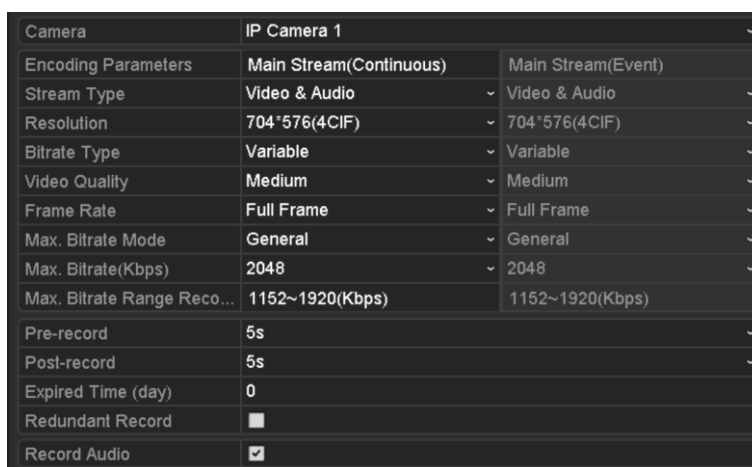 Camera IP Camera 1
Encoding Parameters Main Stream(Continuous) Main Stream(Event)
Stream Type Video & Audio Video & Audio
Resolution 704*576(4CIF) 704*576(4CIF)
Bitrate Type Variable Variable
Video Quality Medium Medium
Frame Rate Full Frame Full Frame
Max. Bitrate Mode General General
Max. Bitrate(Kbps) 2048 2048
Max. Bitrate Range Reco... 1152~1920(Kbps) 1152~1920(Kbps)
Pre-record 5s
Post-record 5s
Expired Time (day) 0
Redundant Record
Record Audio